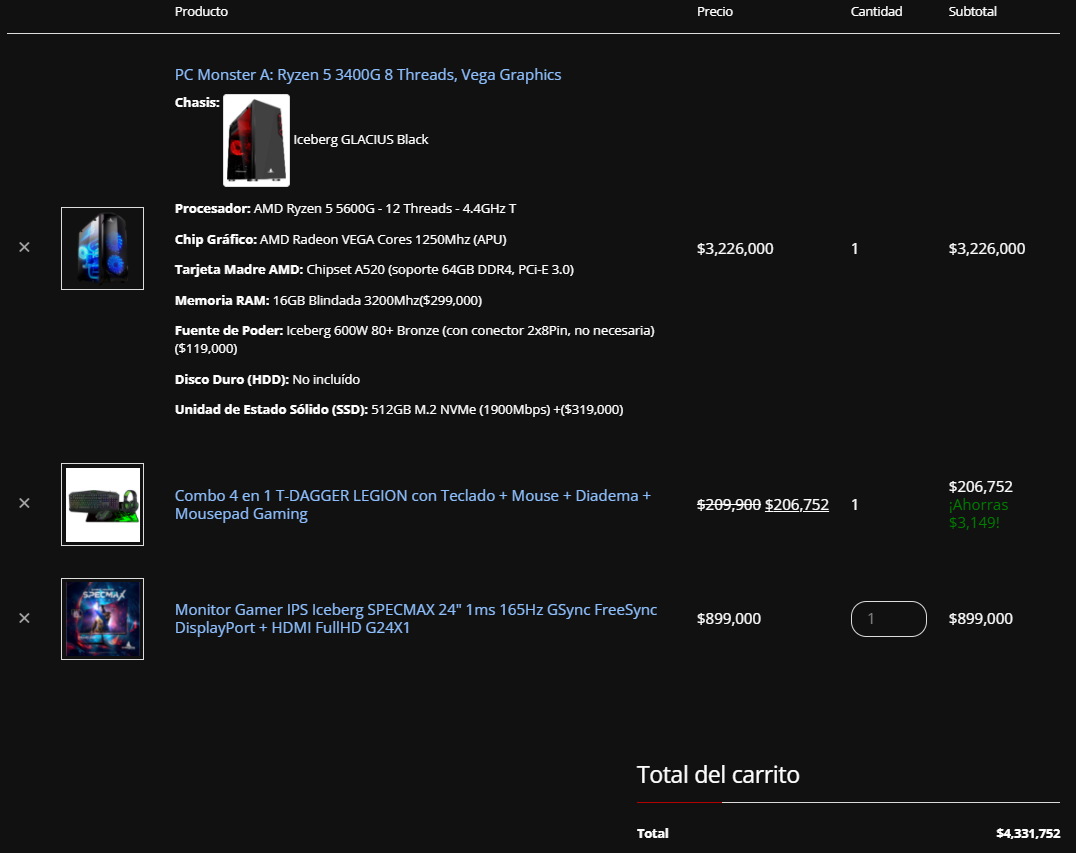 Producto Precio Cantidad Subtotal
PC Monster A: Ryzen 5 3400G 8 Threads, Vega Graphics
Chasis: Iceberg GLACIUS Black
Procesador: AMD Ryzen 5 5600G - 12 Threads - 4.4GHz T
Chip Gráfico: AMD Radeon VEGA Cores 1250Mhz (APU)
Tarjeta Madre AMD: Chipset A520 (soporte 64GB DDR4, PCi-E 3.0)
Memoria RAM: 16GB Blindada 3200Mhz($299,000)
Fuente de Poder: Iceberg 600W 80+ Bronze (con conector 2x8Pin, no necesaria)
($119,000)
Disco Duro (HDD): No incluído
Unidad de Estado Sólido (SSD): 512GB M.2 NVMe (1900Mbps) +($319,000)
× $3,226,000 1 $3,226,000
Combo 4 en 1 T-DAGGER LEGION con Teclado + Mouse + Diadema +
Mousepad Gaming
× $209,900 $206,752 1 $206,752
¡Ahorras
$3,149!
SPECMAX
Monitor Gamer IPS Iceberg SPECMAX 24" 1ms 165Hz GSync FreeSync
DisplayPort + HDMI FullHD G24X1
× $899,000 1 $899,000
Total del carrito
Total $4,331,752